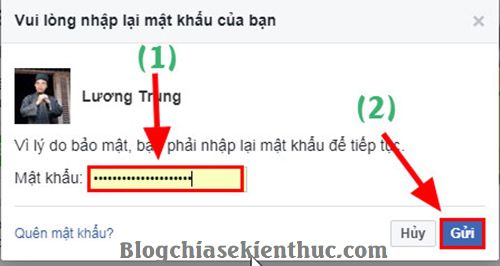 Vui lòng nhập lại mật khẩu của bạn
×
(1)
Lương Trung
(2)
Vì lý do bảo mật, bạn phải nhập lại mật khẩu để tiếp tục.
Mật khẩu: •••••••••••••••••••••
Quên mật khẩu? Hủy Gửi
Blogchiasekienthuc.com